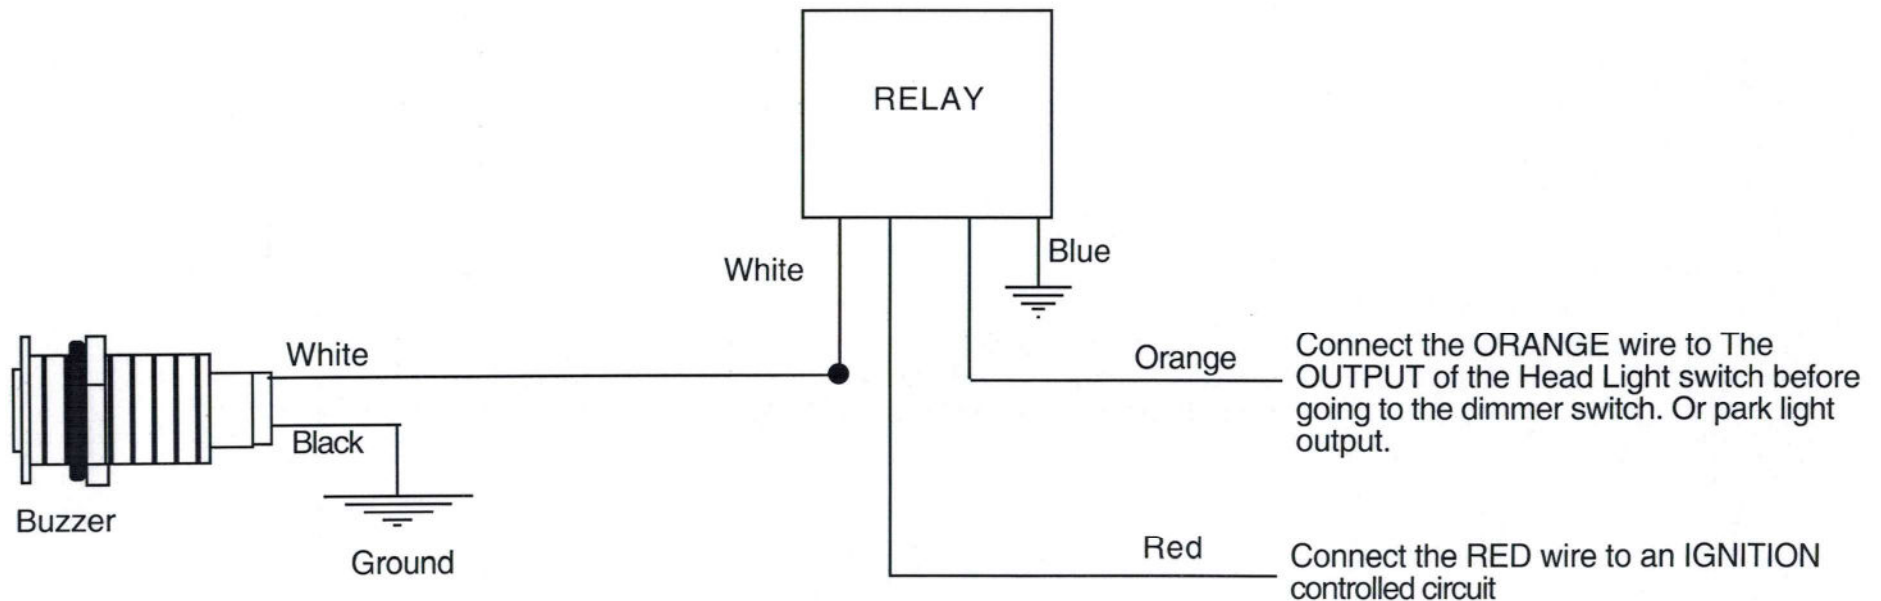 RELAY
White
Blue
White
Orange
Connect the ORANGE wire to The
OUTPUT of the Head Light switch before
going to the dimmer switch. Or park light
output.
Black
Buzzer
Ground
Red
Connect the RED wire to an IGNITION
controlled circuit